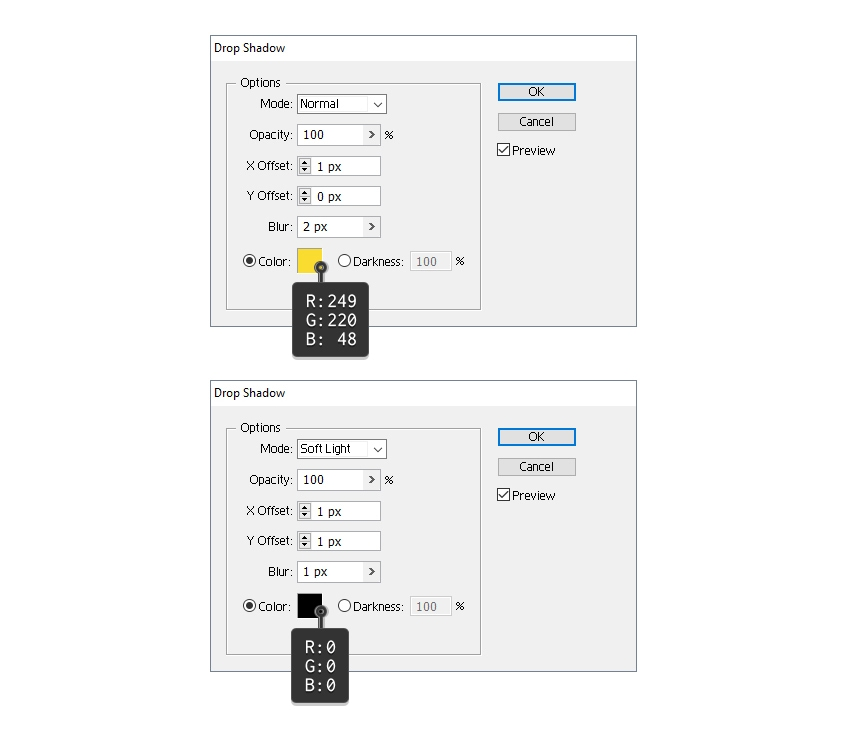 Drop Shadow
Options
Mode: Normal
OK
Opacity: 100 > %
Cancel
Preview
X Offset: 1 px
Y Offset: 0 px
Blur: 2 px >
Color: Darkness: 100 %
R:249
G:220
B: 48
Drop Shadow
Options
Mode: Soft Light
OK
Opacity: 100 > %
Cancel
Preview
X Offset: 1 px
Y Offset: 1 px
Blur: 1 px >
Color: Darkness: 100 %
R:0
G:0
B:0